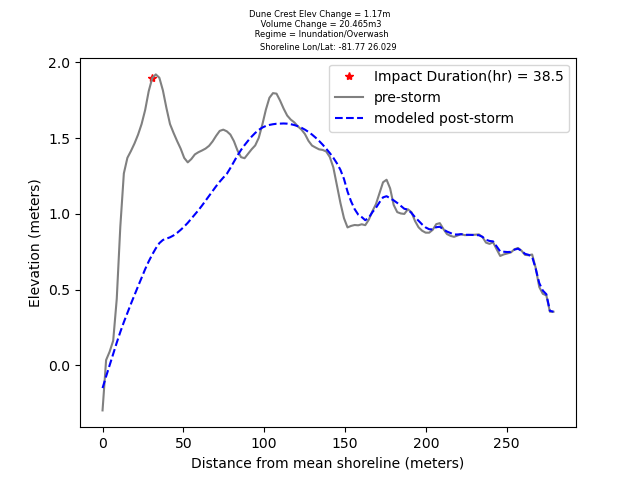 Dune Crest Elev Change = 1.17m
Volume Change = 20.465m3
Regime = Inundation/Overwash
Shoreline Lon/Lat: -81.77 26.029
Impact Duration(hr) = 38.5
pre-storm
modeled post-storm
Elevation (meters)
2.0
1.5
1.0
0.5
0.0
0 50 100 150 200 250
Distance from mean shoreline (meters)